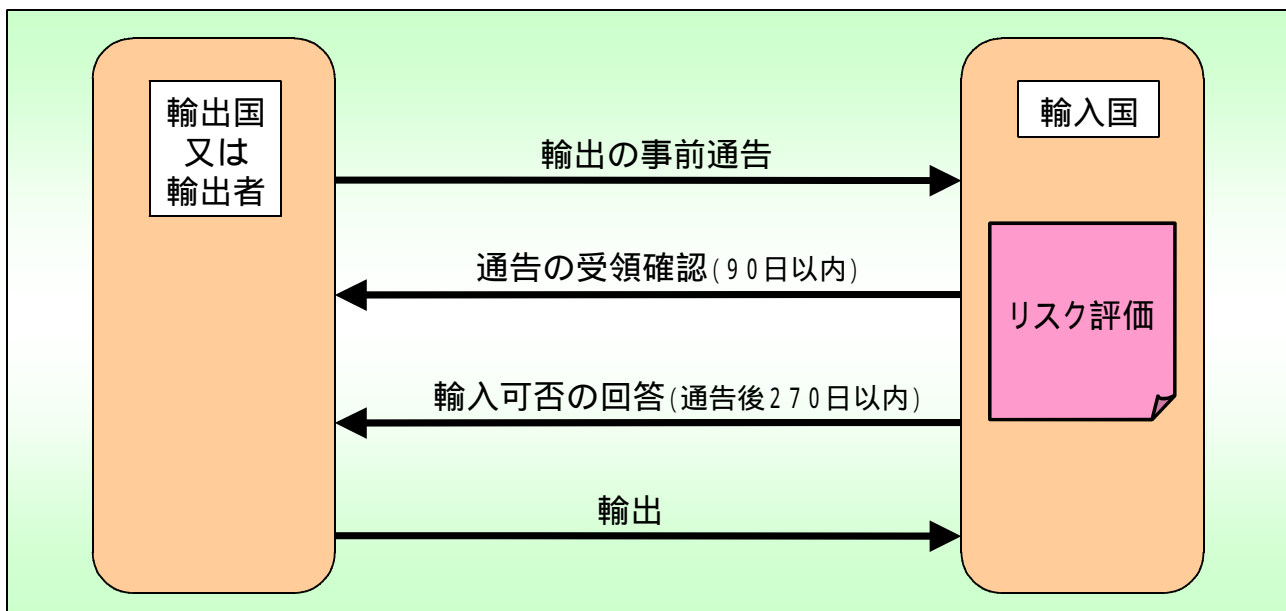 輸出国
又は
輸出者
輸入国
輸出の事前通告
通告の受領確認(90日以内)
リスク評価
輸入可否の回答(通告後270日以内)
輸出